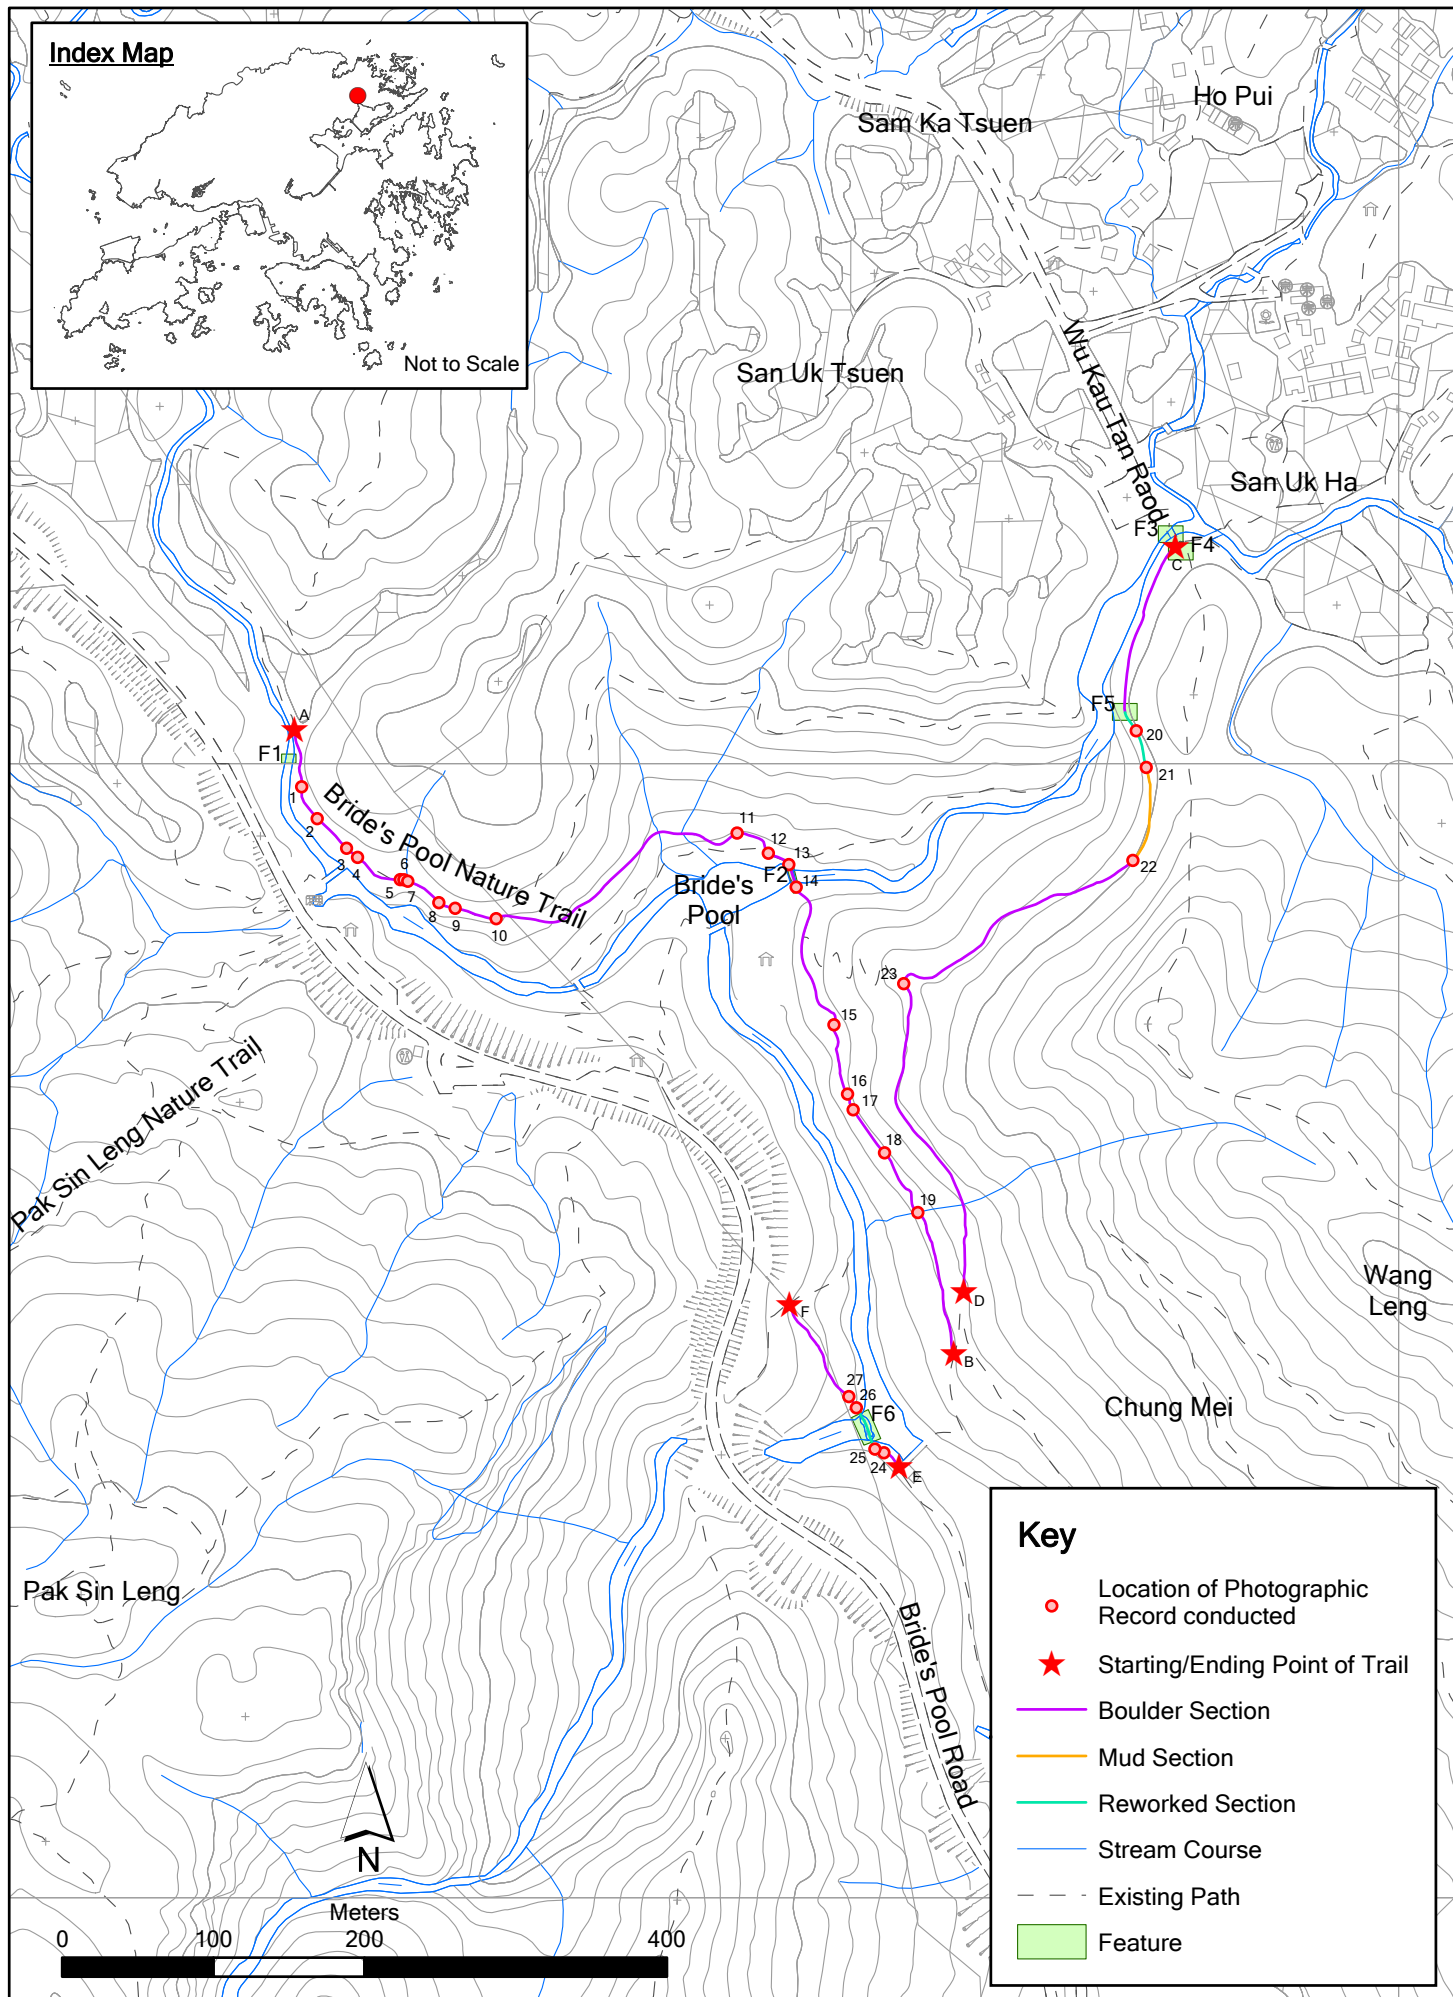 Index Map
Not to Scale
Ho Pui
Sam Ka Tsuen
San Uk Tsuen
Wu Kau Tan Raod
San Uk Ha
F3
F4
C
A
F5
20
F1
21
1
Bride's Pool Nature Trail
2
11
12
13
3
4
6
5
7
F2
14
22
Bride's
Pool
8
9
10
23
15
Pak Sin Leng Nature Trail
16
17
18
19
Wang
Leng
D
F
B
27
26
F6
Chung Mei
25
24
E
Pak Sin Leng
Bride's Pool Road
N
Meters
0
100
200
400
Key
Location of Photographic
Record conducted
Starting/Ending Point of Trail
Boulder Section
Mud Section
Reworked Section
Stream Course
Existing Path
Feature